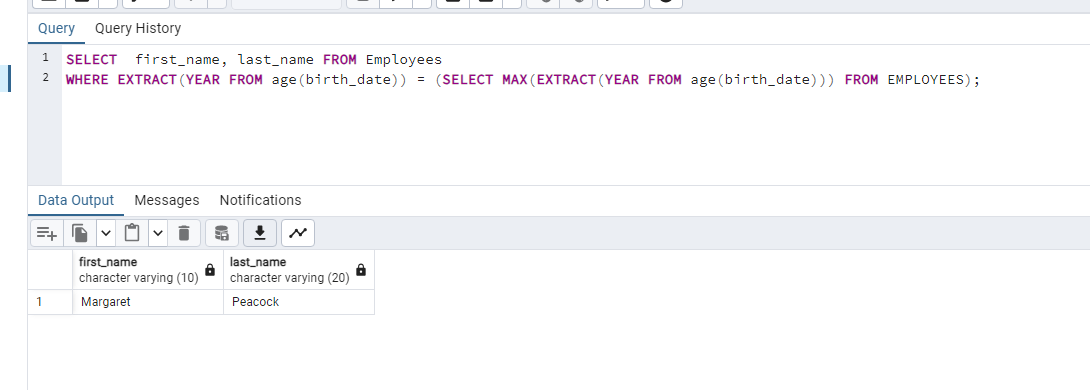 Query Query History
1 SELECT  first_name, last_name FROM Employees
2 WHERE EXTRACT(YEAR FROM age(birth_date)) = (SELECT MAX(EXTRACT(YEAR FROM age(birth_date))) FROM EMPLOYEES);
Data Output Messages Notifications
first_name last_name
character varying (10) character varying (20)
1 Margaret Peacock